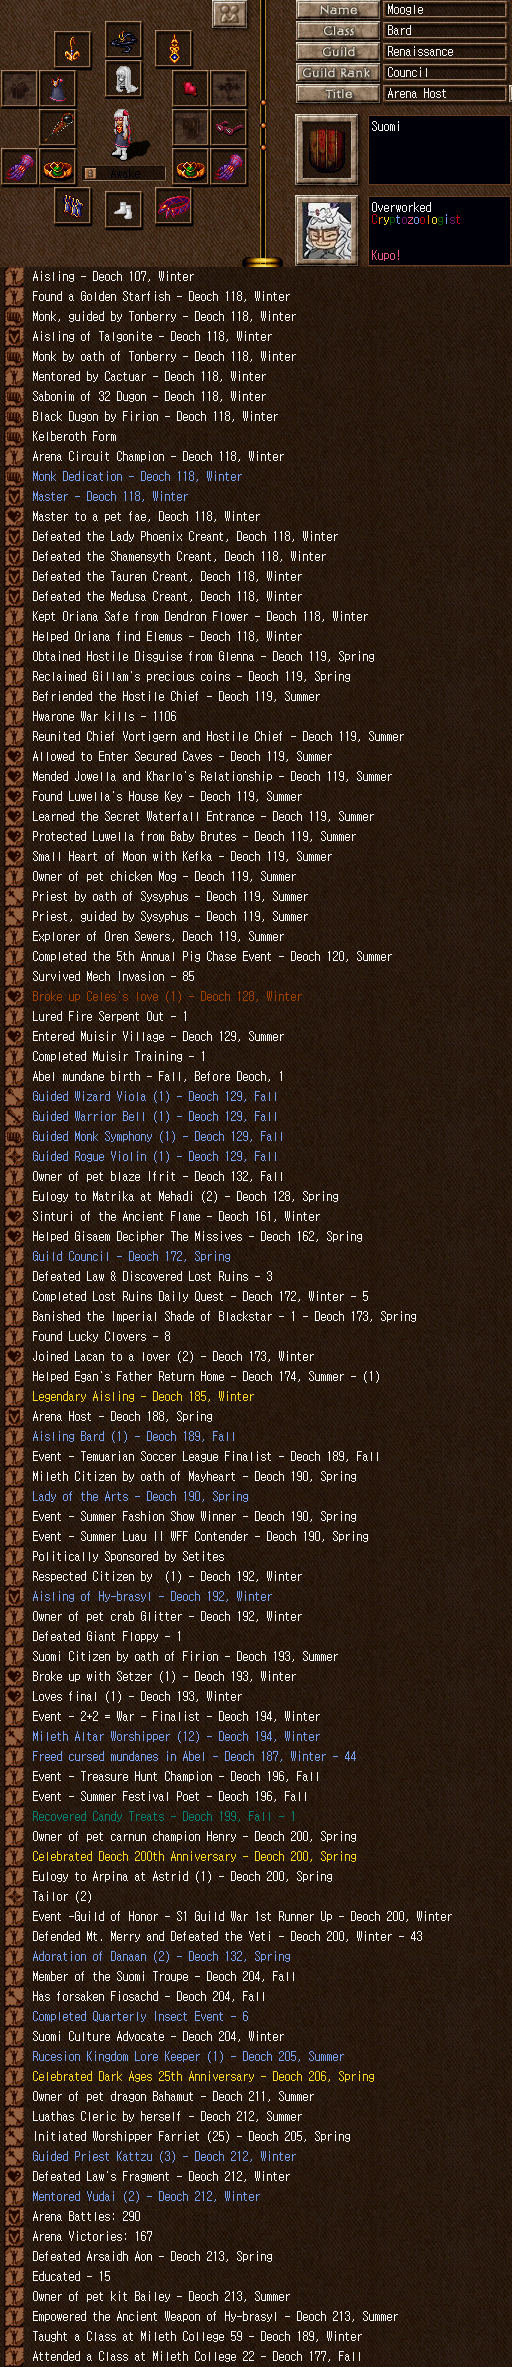 Name
Moogle
Class
Bard
Guild
Renaissance
Guild Rank
Council
Title
Arena Host
Suomi
Awake
Overworked
Cryptozoologist
Kupo!
Aisling - Deoch 107, Winter
Found a Golden Starfish - Deoch 118, Winter
Monk, guided by Tonberry - Deoch 118, Winter
Aisling of Talgonite - Deoch 118, Winter
Monk by oath of Tonberry - Deoch 118, Winter
Mentored by Cactuar - Deoch 118, Winter
Sabonim of 32 Dugon - Deoch 118, Winter
Black Dugon by Firion - Deoch 118, Winter
Kelberoth Form
Arena Circuit Champion - Deoch 118, Winter
Monk Dedication - Deoch 118, Winter
Master - Deoch 118, Winter
Master to a pet fae, Deoch 118, Winter
Defeated the Lady Phoenix Creant, Deoch 118, Winter
Defeated the Shamensyth Creant, Deoch 118, Winter
Defeated the Tauren Creant, Deoch 118, Winter
Defeated the Medusa Creant, Deoch 118, Winter
Kept Oriana Safe from Dendron Flower - Deoch 118, Winter
Helped Oriana find Elemus - Deoch 118, Winter
Obtained Hostile Disguise from Glenna - Deoch 119, Spring
Reclaimed Gillam's precious coins - Deoch 119, Spring
Befriended the Hostile Chief - Deoch 119, Summer
Hwarone War kills - 1106
Reunited Chief Vortigern and Hostile Chief - Deoch 119, Summer
Allowed to Enter Secured Caves - Deoch 119, Summer
Mended Jowella and Kharlo's Relationship - Deoch 119, Summer
Found Luwella's House Key - Deoch 119, Summer
Learned the Secret Waterfall Entrance - Deoch 119, Summer
Protected Luwella from Baby Brutes - Deoch 119, Summer
Small Heart of Moon with Kefka - Deoch 119, Summer
Owner of pet chicken Mog - Deoch 119, Summer
Priest by oath of Sysyphus - Deoch 119, Summer
Priest, guided by Sysyphus - Deoch 119, Summer
Explorer of Oren Sewers, Deoch 119, Summer
Completed the 5th Annual Pig Chase Event - Deoch 120, Summer
Survived Mech Invasion - 85
Broke up Celes's love (1) - Deoch 128, Winter
Lured Fire Serpent Out - 1
Entered Muisir Village - Deoch 129, Summer
Completed Muisir Training - 1
Abel mundane birth - Fall, Before Deoch, 1
Guided Wizard Viola (1) - Deoch 129, Fall
Guided Warrior Bell (1) - Deoch 129, Fall
Guided Monk Symphony (1) - Deoch 129, Fall
Guided Rogue Violin (1) - Deoch 129, Fall
Owner of pet blaze Ifrit - Deoch 132, Fall
Eulogy to Matrika at Mehadi (2) - Deoch 128, Spring
Sinturi of the Ancient Flame - Deoch 161, Winter
Helped Gisaem Decipher The Missives - Deoch 162, Spring
Guild Council - Deoch 172, Spring
Defeated Law & Discovered Lost Ruins - 3
Completed Lost Ruins Daily Quest - Deoch 172, Winter - 5
Banished the Imperial Shade of Blackstar - 1 - Deoch 173, Spring
Found Lucky Clovers - 8
Joined Lacan to a lover (2) - Deoch 173, Winter
Helped Egan's Father Return Home - Deoch 174, Summer - (1)
Legendary Aisling - Deoch 185, Winter
Arena Host - Deoch 188, Spring
Aisling Bard (1) - Deoch 189, Fall
Event - Temuarian Soccer League Finalist - Deoch 189, Fall
Mileth Citizen by oath of Mayheart - Deoch 190, Spring
Lady of the Arts - Deoch 190, Spring
Event - Summer Fashion Show Winner - Deoch 190, Spring
Event - Summer Luau II WFF Contender - Deoch 190, Spring
Politically Sponsored by Setites
Respected Citizen by  (1) - Deoch 192, Winter
Aisling of Hy-brasyl - Deoch 192, Winter
Owner of pet crab Glitter - Deoch 192, Winter
Defeated Giant Floppy - 1
Suomi Citizen by oath of Firion - Deoch 193, Summer
Broke up with Setzer (1) - Deoch 193, Winter
Loves final (1) - Deoch 193, Winter
Event - 2+2 = War - Finalist - Deoch 194, Winter
Mileth Altar Worshipper (12) - Deoch 194, Winter
Freed cursed mundanes in Abel - Deoch 187, Winter - 44
Event - Treasure Hunt Champion - Deoch 196, Fall
Event - Summer Festival Poet - Deoch 196, Fall
Recovered Candy Treats - Deoch 199, Fall - 1
Owner of pet carnun champion Henry - Deoch 200, Spring
Celebrated Deoch 200th Anniversary - Deoch 200, Spring
Eulogy to Arpina at Astrid (1) - Deoch 200, Spring
Tailor (2)
Event -Guild of Honor - S1 Guild War 1st Runner Up - Deoch 200, Winter
Defended Mt. Merry and Defeated the Yeti - Deoch 200, Winter - 43
Adoration of Danaan (2) - Deoch 132, Spring
Member of the Suomi Troupe - Deoch 204, Fall
Has forsaken Fiosachd - Deoch 204, Fall
Completed Quarterly Insect Event - 6
Suomi Culture Advocate - Deoch 204, Winter
Rucesion Kingdom Lore Keeper (1) - Deoch 205, Summer
Celebrated Dark Ages 25th Anniversary - Deoch 206, Spring
Owner of pet dragon Bahamut - Deoch 211, Summer
Luathas Cleric by herself - Deoch 212, Summer
Initiated Worshipper Farriet (25) - Deoch 205, Spring
Guided Priest Kattzu (3) - Deoch 212, Winter
Defeated Law's Fragment - Deoch 212, Winter
Mentored Yudai (2) - Deoch 212, Winter
Arena Battles: 290
Arena Victories: 167
Defeated Arsaidh Aon - Deoch 213, Spring
Educated - 15
Owner of pet kit Bailey - Deoch 213, Summer
Empowered the Ancient Weapon of Hy-brasyl - Deoch 213, Summer
Taught a Class at Mileth College 59 - Deoch 189, Winter
Attended a Class at Mileth College 22 - Deoch 177, Fall